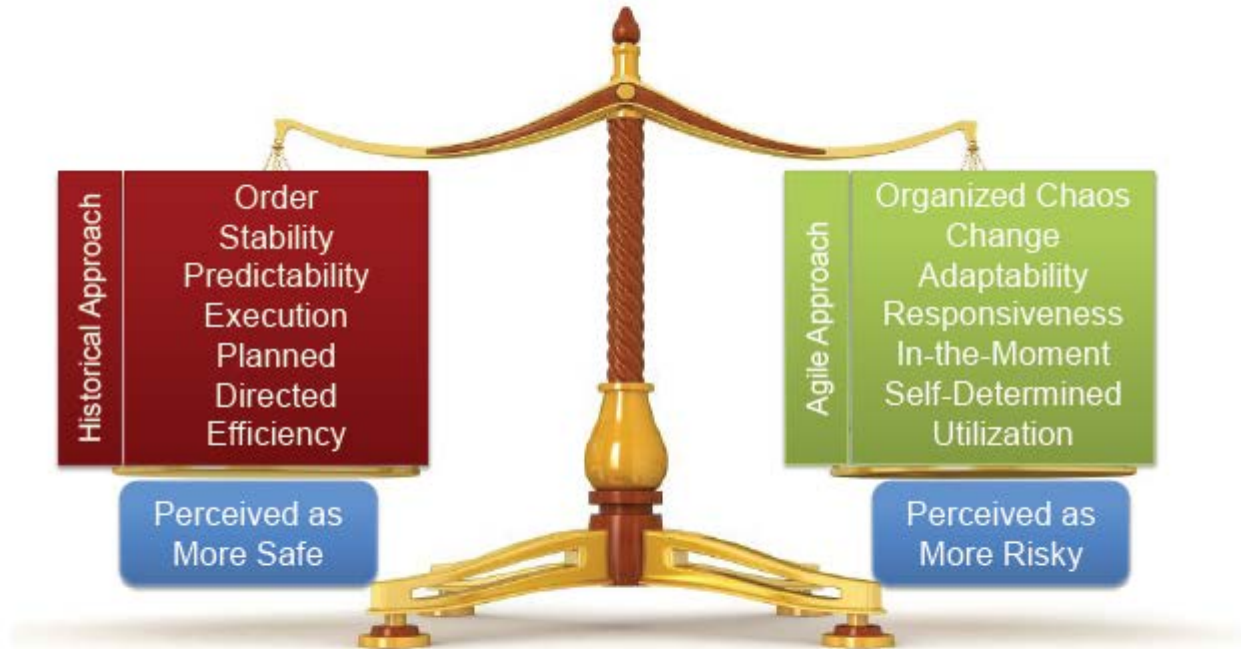 Historical Approach
Order
Stability
Predictability
Execution
Planned
Directed
Efficiency
Perceived as
More Safe
Agile Approach
Organized Chaos
Change
Adaptability
Responsiveness
In-the-Moment
Self-Determined
Utilization
Perceived as
More Risky